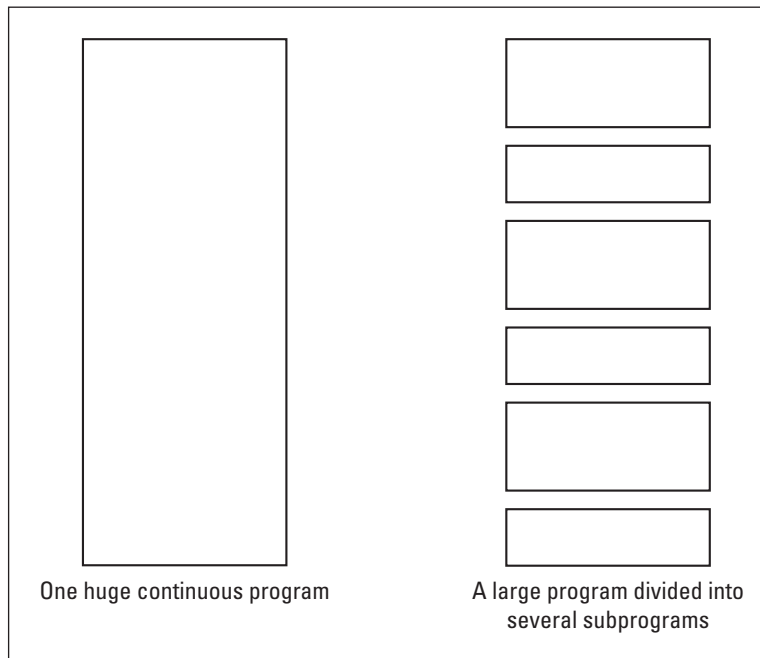 One huge continuous program
A large program divided into
several subprograms